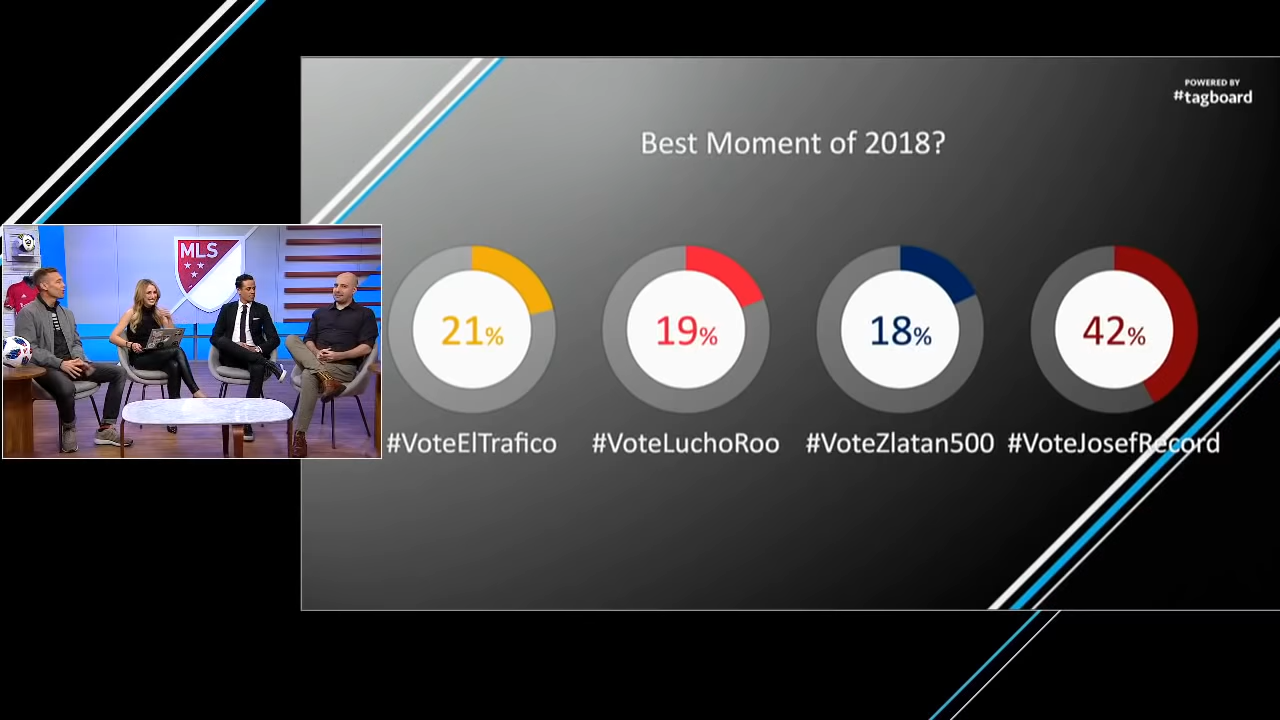 POWERED BY
#tagboard
Best Moment of 2018?
MLS
21%
19%
18%
42%
#VoteElTrafico
#VoteLuchoRoo
#VoteZlatan500
#VoteJosefRecord